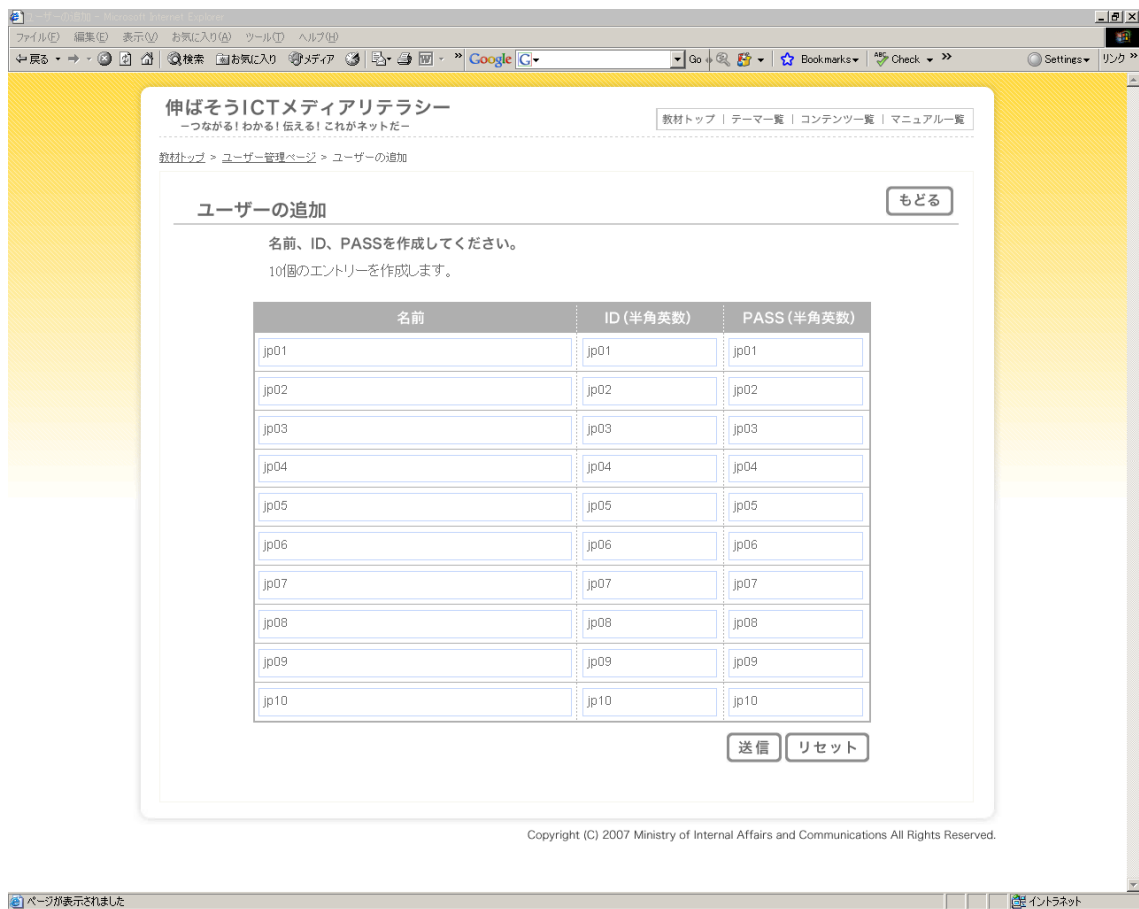 ユーザーの追加 - Microsoft Internet Explorer
ファイル(F) 編集(E) 表示(V) お気に入り(A) ツール(T) ヘルプ(H)
戻る 検索 お気に入り メディア » Google G Go Bookmarks ABC Check » Settings リンク »
伸ばそうICTメディアリテラシー
－つながる！わかる！伝える！これがネットだ－
教材トップ | テーマ一覧 | コンテンツ一覧 | マニュアル一覧
教材トップ > ユーザー管理ページ > ユーザーの追加
ユーザーの追加 もどる
名前、ID、PASSを作成してください。
10個のエントリーを作成します。
名前 ID(半角英数) PASS(半角英数)
jp01 jp01 jp01
jp02 jp02 jp02
jp03 jp03 jp03
jp04 jp04 jp04
jp05 jp05 jp05
jp06 jp06 jp06
jp07 jp07 jp07
jp08 jp08 jp08
jp09 jp09 jp09
jp10 jp10 jp10
送信 リセット
Copyright (C) 2007 Ministry of Internal Affairs and Communications All Rights Reserved.
ページが表示されました イントラネット